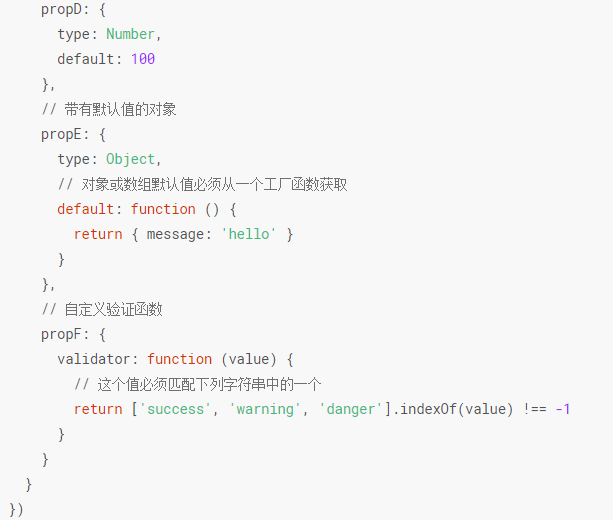 propD: {
type: Number,
default: 100
},
// 带有默认值的对象
propE: {
type: Object,
// 对象或数组默认值必须从一个工厂函数获取
default: function () {
return { message: 'hello' }
}
},
// 自定义验证函数
propF: {
validator: function (value) {
// 这个值必须匹配下列字符串中的一个
return ['success', 'warning', 'danger'].indexOf(value) !== -1
}
}
}
})